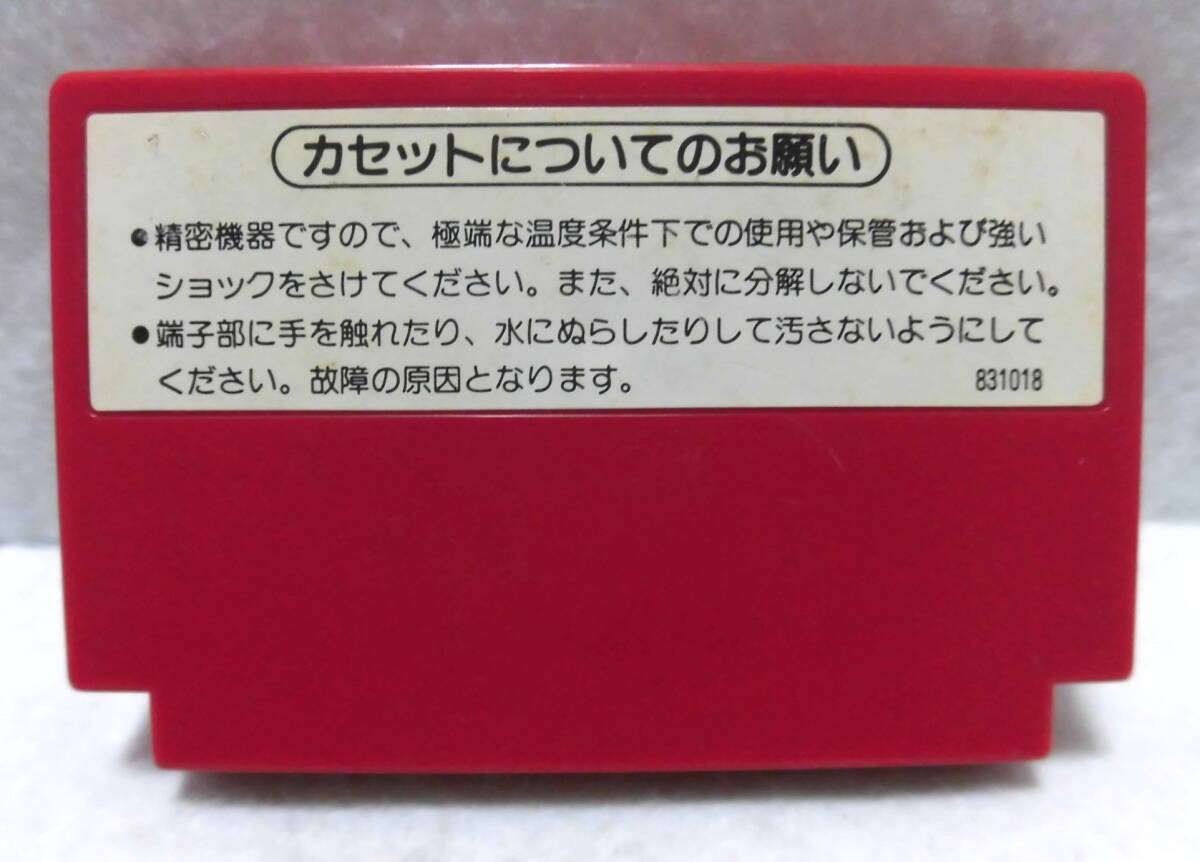 カセットについてのお願い
●精密機器ですので、極端な温度条件下での使用や保管および強い
ショックをさけてください。また、絶対に分解しないでください。
●端子部に手を触れたり、水にぬらしたりして汚さないようにして
ください。故障の原因となります。 831018